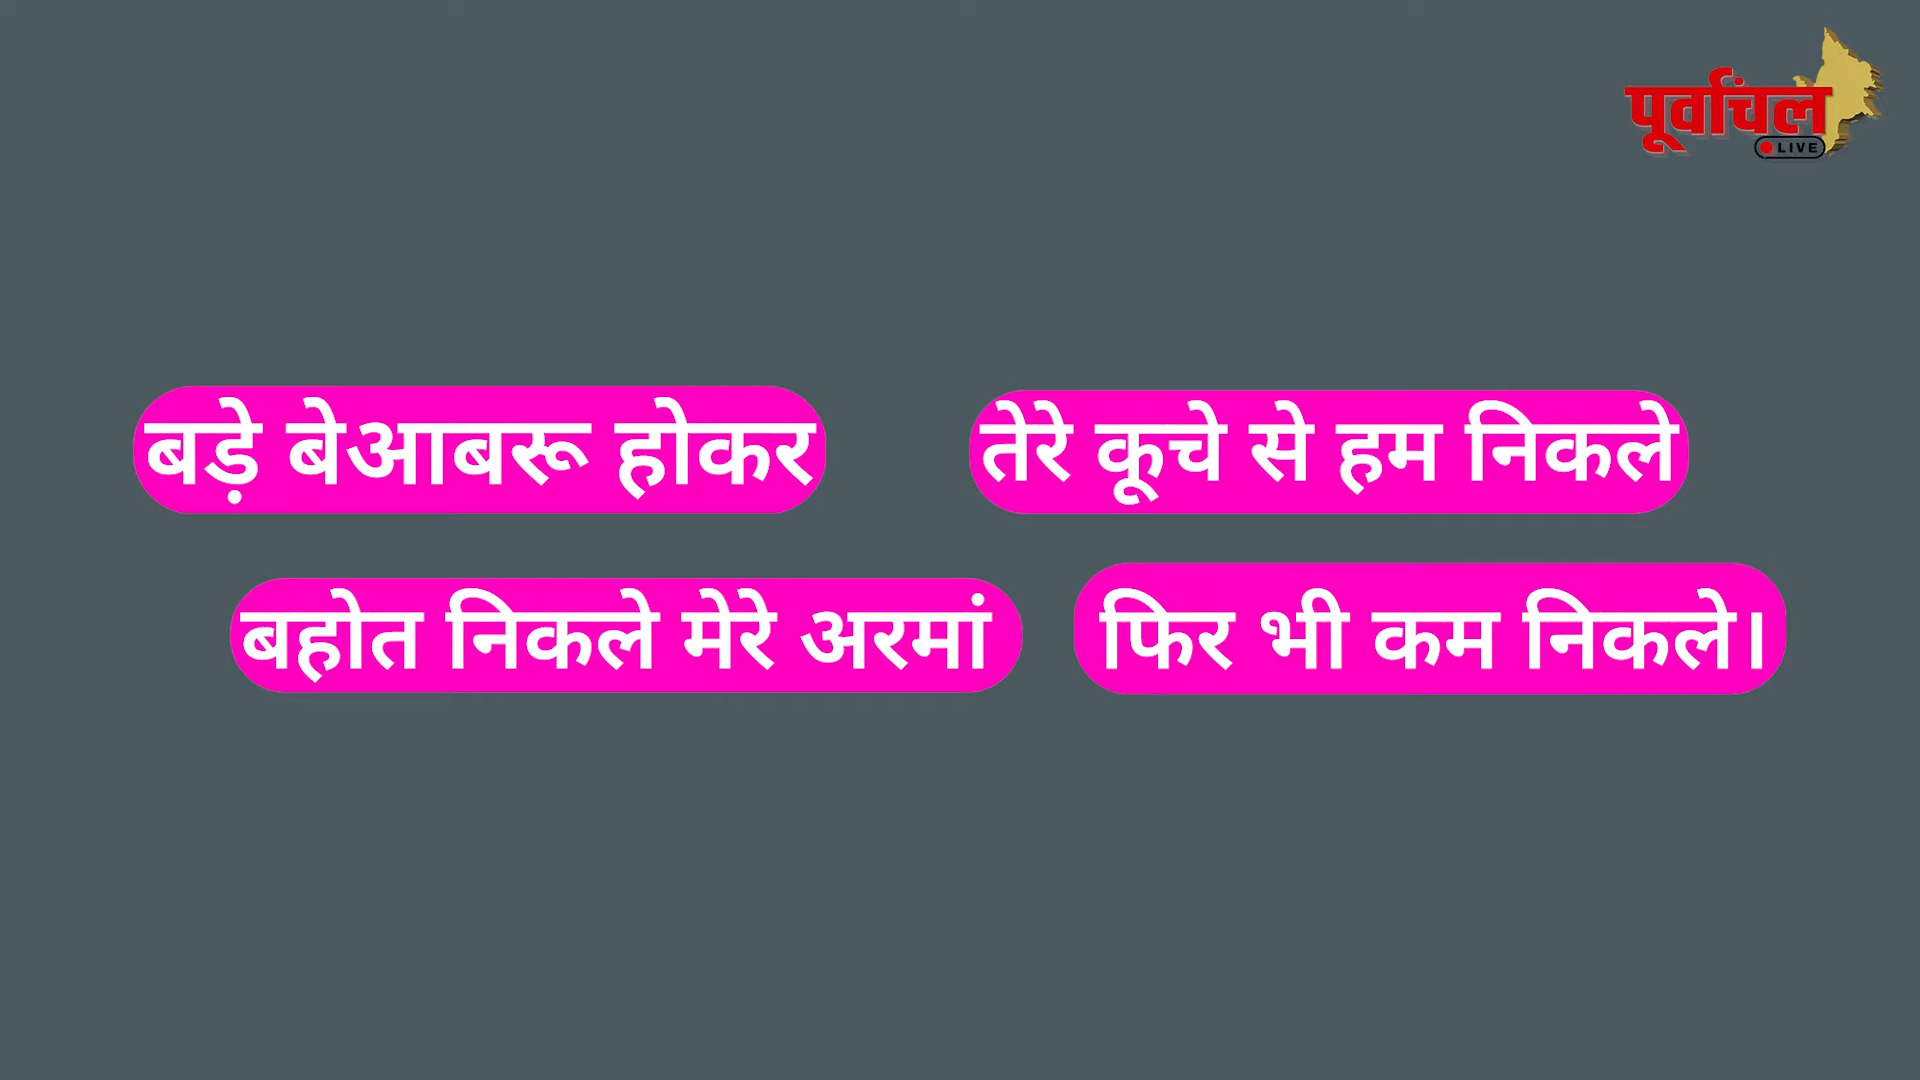 पूर्वांचल
LIVE
बड़े बेआबरू होकर
तेरे कूचे से हम निकले
बहोत निकले मेरे अरमां
फिर भी कम निकले।